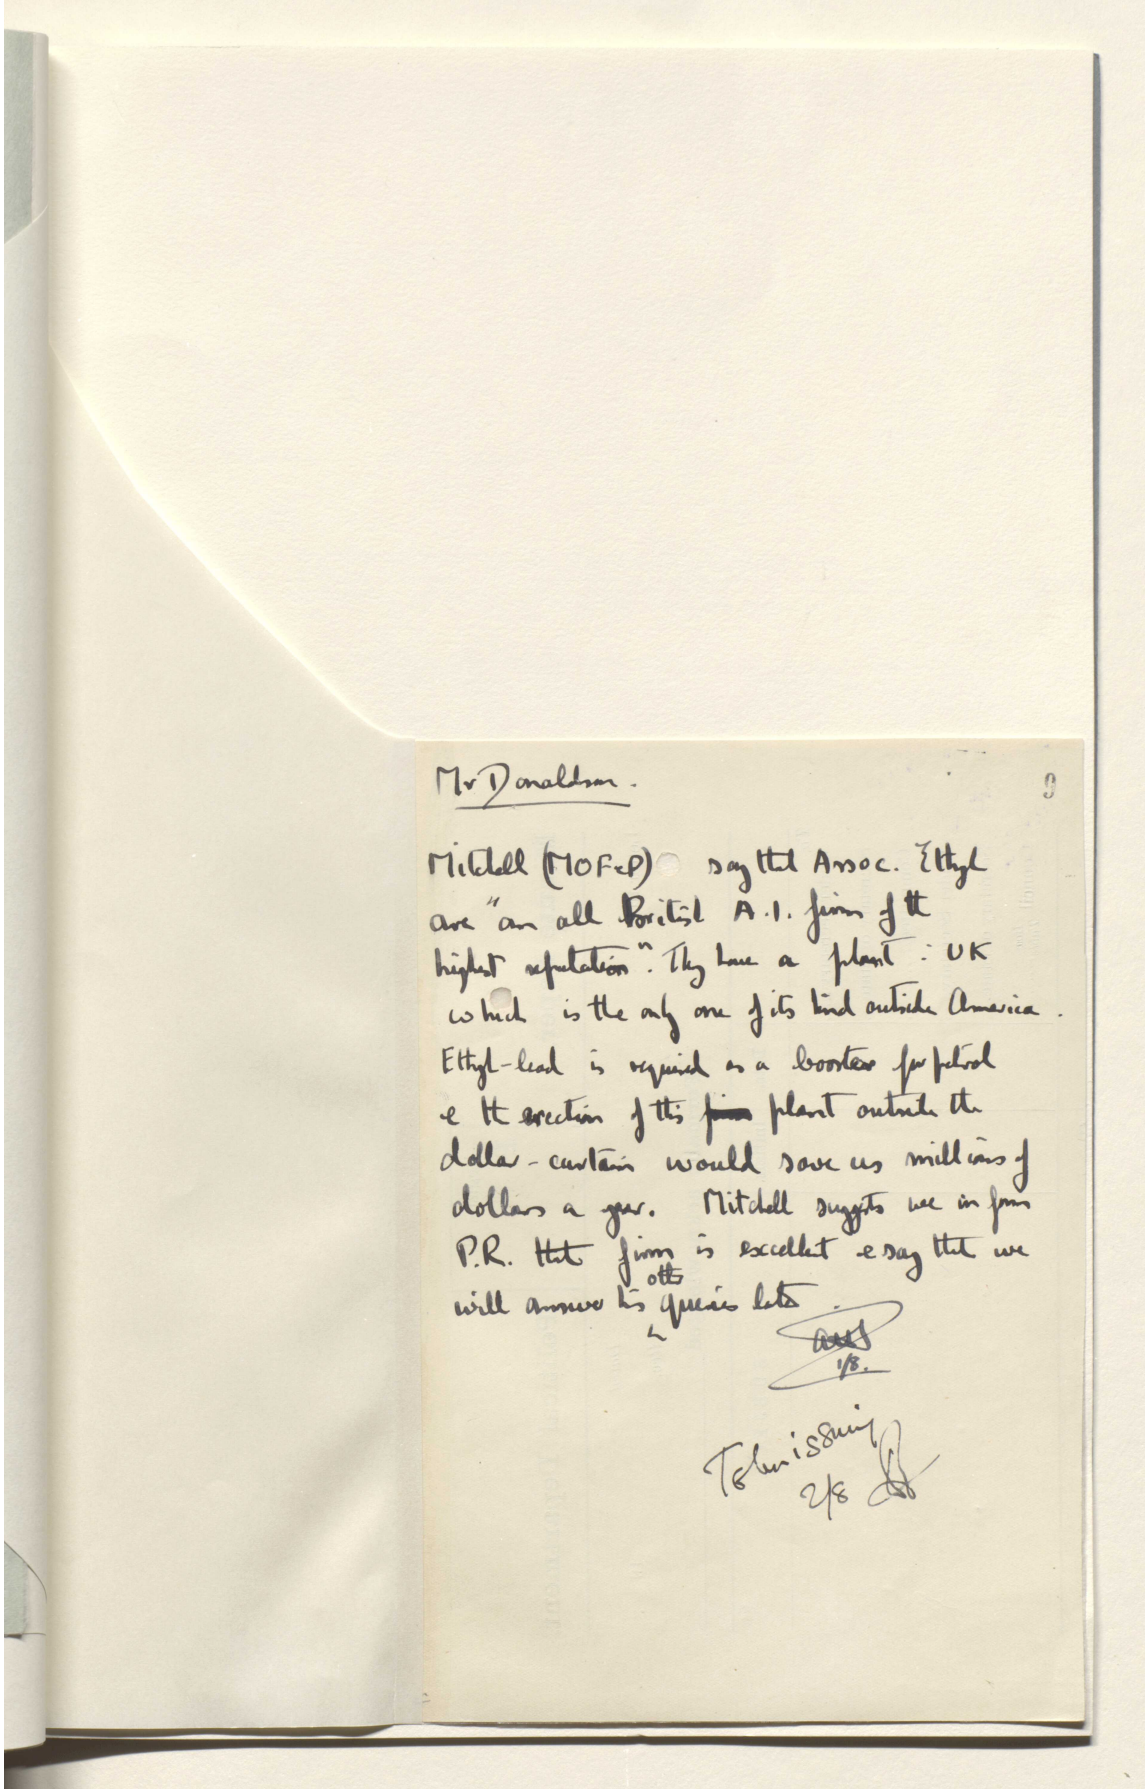 Mr Donaldson.
9
Mitchell (MOF&P) say that Assoc. Ethyl
are "an all British A.1. firm of the
highest reputation". They have a plant in UK
which is the only one of its kind outside America.
Ethyl-lead is required as a booster for petrol
& the erection of this firm plant outside the
dollar-curtain would save us millions of
dollars a year. Mitchell suggests we inform
P.R. that firm is excellent & say that we
other
will answer his queries later.
1/8.
Telm issuing
2/8